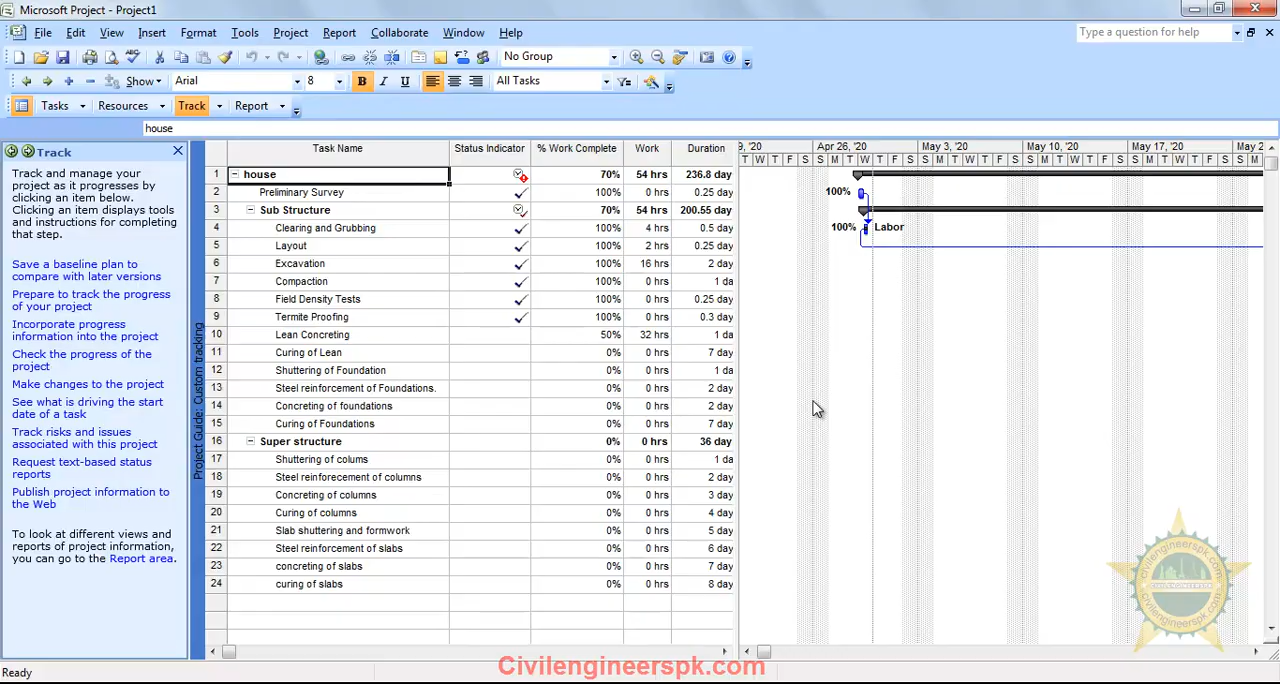 Microsoft Project - Project1
File Edit View Insert Format Tools Project Report Collaborate Window Help
Type a question for help
No Group
Show Arial 8 B I U All Tasks
Tasks Resources Track Report
house
Track
Track and manage your
project as it progresses by
clicking an item below.
Clicking an item displays tools
and instructions for completing
that step.
Save a baseline plan to
compare with later versions
Prepare to track the progress
of your project
Incorporate progress
information into the project
Check the progress of the
project
Make changes to the project
See what is driving the start
date of a task
Track risks and issues
associated with this project
Request text-based status
reports
Publish project information to
the Web
To look at different views and
reports of project information,
you can go to the Report area.
Project Guide: Custom tracking
Task Name Status Indicator % Work Complete Work Duration
1 house 70% 54 hrs 236.8 day
2 Preliminary Survey 100% 0 hrs 0.25 day
3 Sub Structure 70% 54 hrs 200.55 day
4 Clearing and Grubbing 100% 4 hrs 0.5 day
5 Layout 100% 2 hrs 0.25 day
6 Excavation 100% 16 hrs 2 day
7 Compaction 100% 0 hrs 1 da
8 Field Density Tests 100% 0 hrs 0.25 day
9 Termite Proofing 100% 0 hrs 0.3 day
10 Lean Concreting 50% 32 hrs 1 da
11 Curing of Lean 0% 0 hrs 7 day
12 Shuttering of Foundation 0% 0 hrs 1 da
13 Steel reinforcement of Foundations. 0% 0 hrs 2 day
14 Concreting of foundations 0% 0 hrs 2 day
15 Curing of Foundations 0% 0 hrs 7 day
16 Super structure 0% 0 hrs 36 day
17 Shuttering of colums 0% 0 hrs 1 da
18 Steel reinforecement of columns 0% 0 hrs 2 day
19 Concreting of columns 0% 0 hrs 3 day
20 Curing of columns 0% 0 hrs 4 day
21 Slab shuttering and formwork 0% 0 hrs 5 day
22 Steel reinforcement of slabs 0% 0 hrs 6 day
23 concreting of slabs 0% 0 hrs 7 day
24 curing of slabs 0% 0 hrs 8 day
9, '20 Apr 26, '20 May 3, '20 May 10, '20 May 17, '20 May 2
T W T F S S M T W T F S S M T W T F S S M T W T F S S M T W T F S S M
100%
100% Labor
CIVILENGINEERSPK
Civilengineerspk.com
Ready